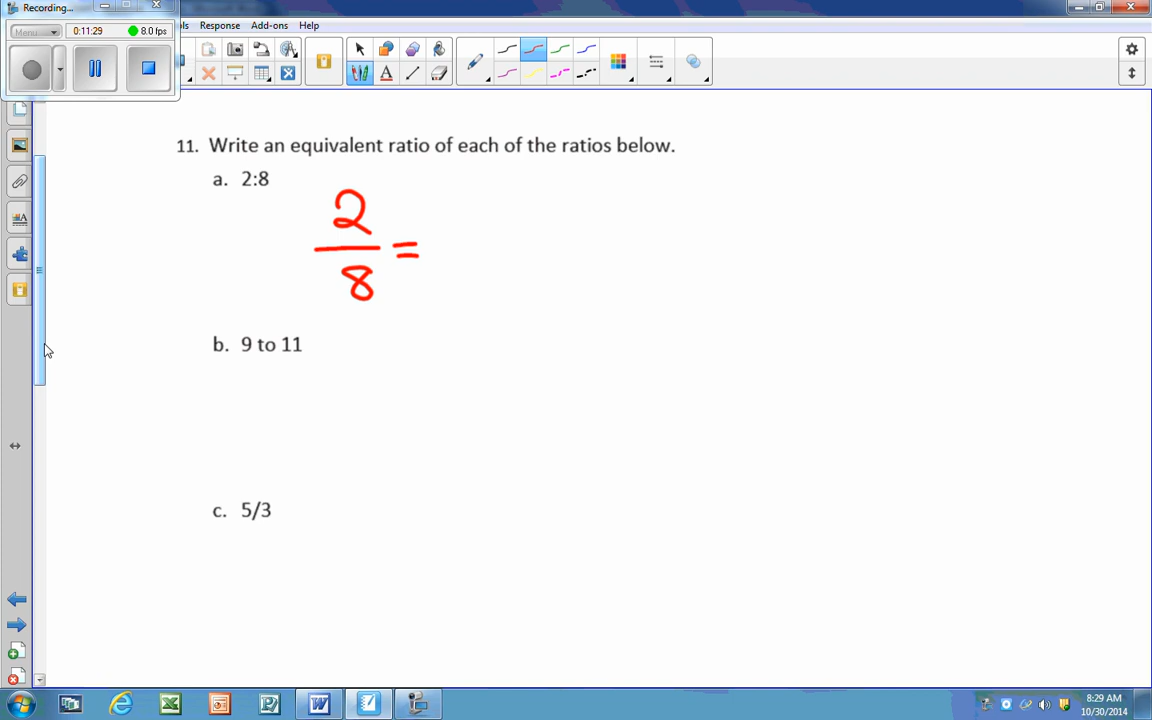 Recording...
Menu 0:11:29 8.0 fps
Response Add-ons Help
11. Write an equivalent ratio of each of the ratios below.
a. 2:8
2
=
8
b. 9 to 11
c. 5/3
8:29 AM
10/30/2014